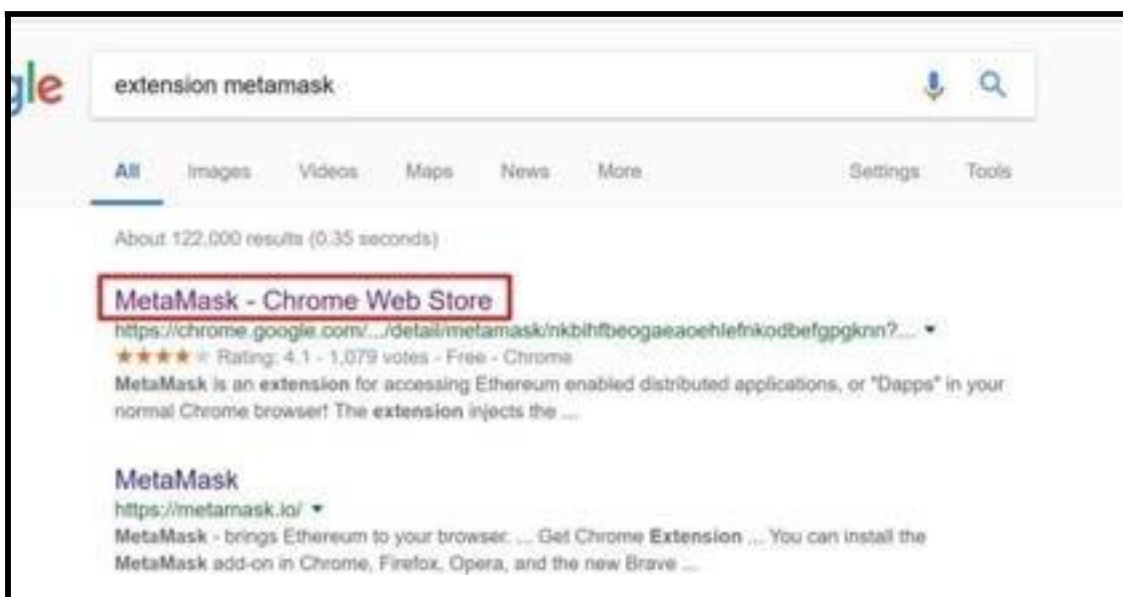 gle
extension metamask
All Images Videos Maps News More Settings Tools
About 122,000 results (0.35 seconds)
MetaMask - Chrome Web Store
https://chrome.google.com/.../detail/metamask/nkbihfbeogaeaoehlefnkodbefgpgknn?...
Rating: 4.1 - 1,079 votes - Free - Chrome
MetaMask is an extension for accessing Ethereum enabled distributed applications, or "Dapps" in your
normal Chrome browser! The extension injects the ...
MetaMask
https://metamask.io/
MetaMask - brings Ethereum to your browser. ... Get Chrome Extension ... You can install the
MetaMask add-on in Chrome, Firefox, Opera, and the new Brave ...